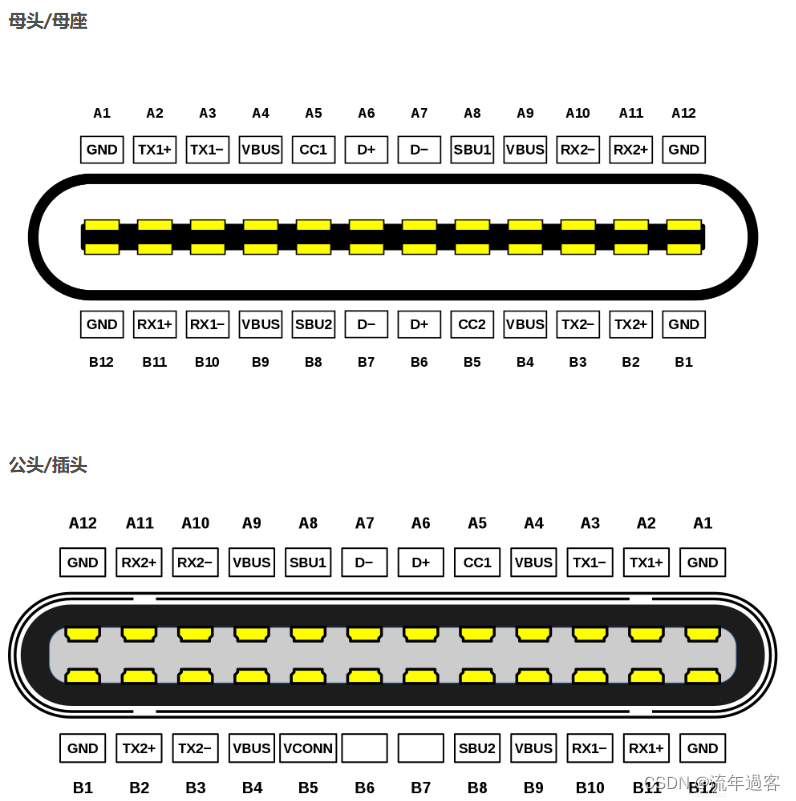 母头/母座
A1 A2 A3 A4 A5 A6 A7 A8 A9 A10 A11 A12
GND TX1+ TX1− VBUS CC1 D+ D− SBU1 VBUS RX2− RX2+ GND
GND RX1+ RX1− VBUS SBU2 D− D+ CC2 VBUS TX2− TX2+ GND
B12 B11 B10 B9 B8 B7 B6 B5 B4 B3 B2 B1
公头/插头
A12 A11 A10 A9 A8 A7 A6 A5 A4 A3 A2 A1
GND RX2+ RX2− VBUS SBU1 D− D+ CC1 VBUS TX1− TX1+ GND
GND TX2+ TX2− VBUS VCONN SBU2 VBUS RX1− RX1+ GND
B1 B2 B3 B4 B5 B6 B7 B8 B9 B10 B11 B12
CSDN @流年過客